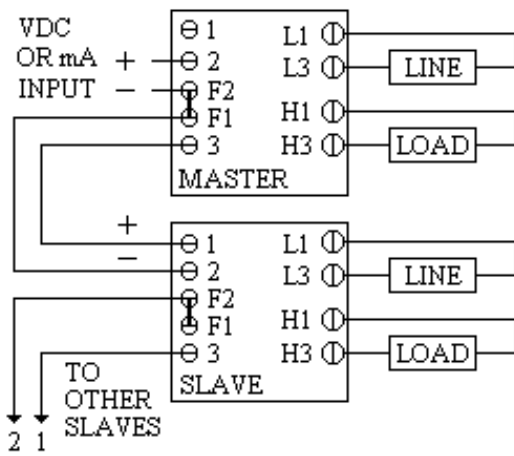 VDC
OR mA +
INPUT −
⊖ 1
⊖ 2
F2
F1
3
MASTER
L1
L3
H1
H3
LINE
LOAD
+
−
1
2
F2
F1
3
SLAVE
L1
L3
H1
H3
LINE
LOAD
TO
OTHER
SLAVES
2 1